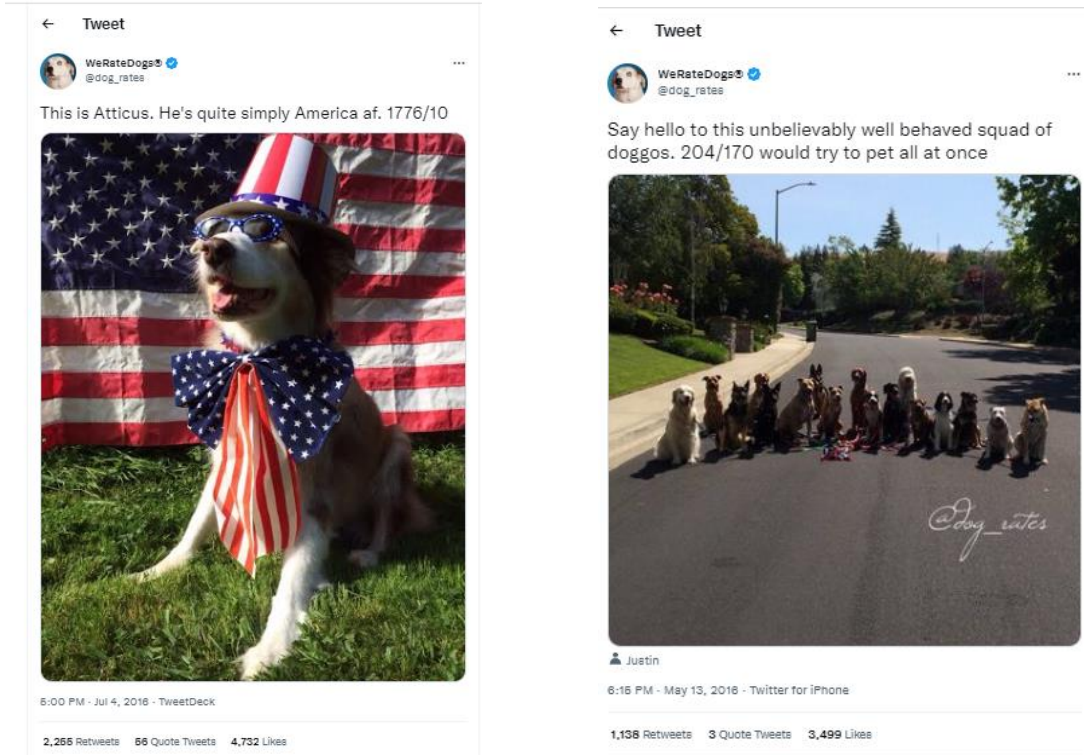 Tweet
WeRateDogs®
@dog_rates
This is Atticus. He's quite simply America af. 1776/10
5:00 PM · Jul 4, 2016 · TweetDeck
2,255 Retweets 56 Quote Tweets 4,732 Likes
Tweet
WeRateDogs®
@dog_rates
Say hello to this unbelievably well behaved squad of
doggos. 204/170 would try to pet all at once
@dog_rates
Justin
6:15 PM · May 13, 2016 · Twitter for iPhone
1,138 Retweets 3 Quote Tweets 3,499 Likes